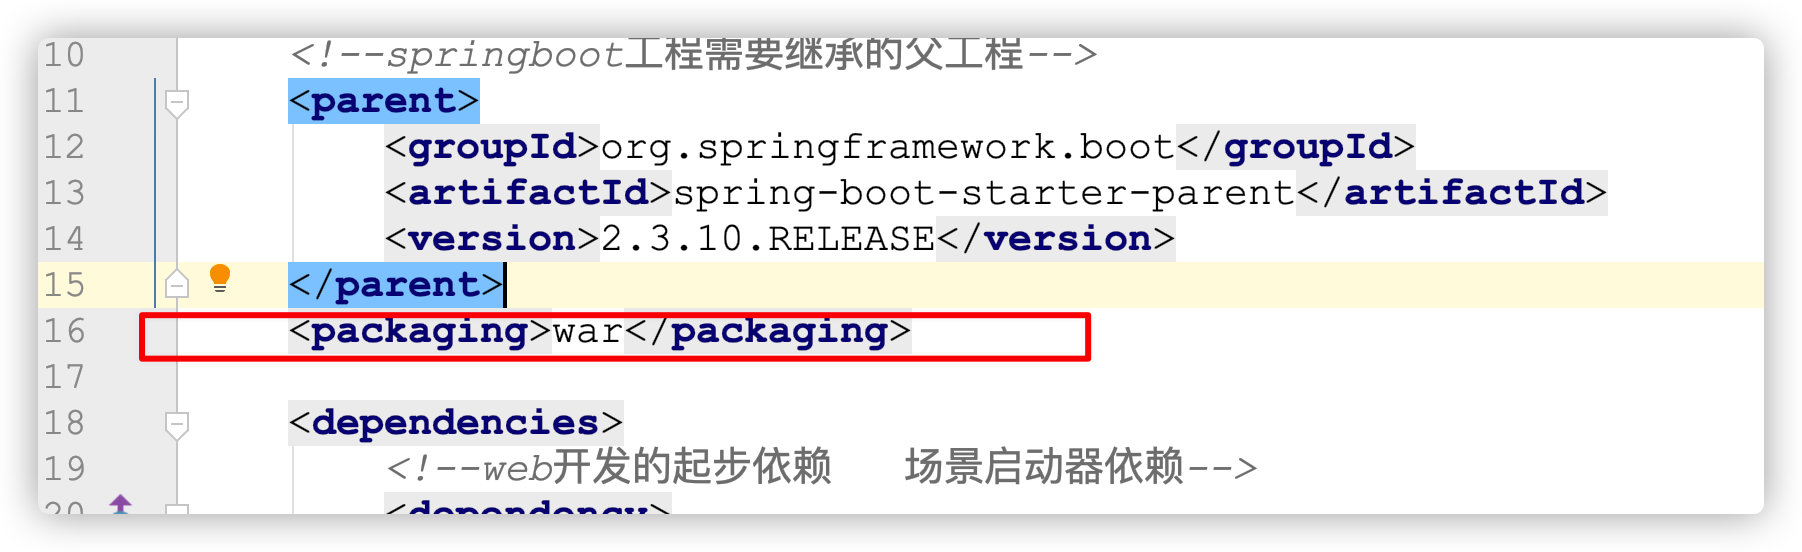 10 <!--springboot工程需要继承的父工程-->
11 <parent>
12 <groupId>org.springframework.boot</groupId>
13 <artifactId>spring-boot-starter-parent</artifactId>
14 <version>2.3.10.RELEASE</version>
15 </parent>
16 <packaging>war</packaging>
17
18 <dependencies>
19 <!--web开发的起步依赖 场景启动器依赖-->
20 <dependency>